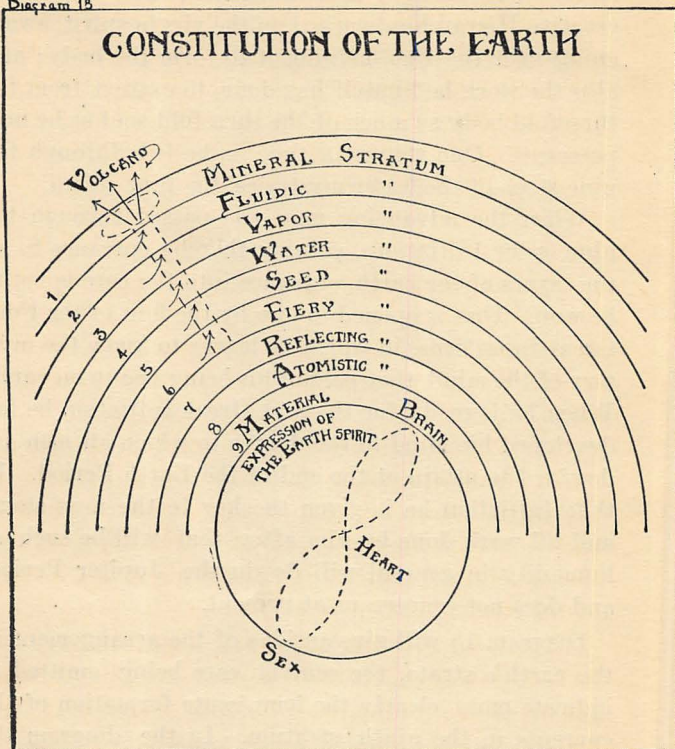 Diagram 18
CONSTITUTION OF THE EARTH
VOLCANO
1 MINERAL STRATUM
2 FLUIDIC "
3 VAPOR "
4 WATER "
5 SEED "
6 FIERY "
7 REFLECTING "
8 ATOMISTIC "
9 MATERIAL
EXPRESSION OF
THE EARTH SPIRIT
BRAIN
HEART
SEX